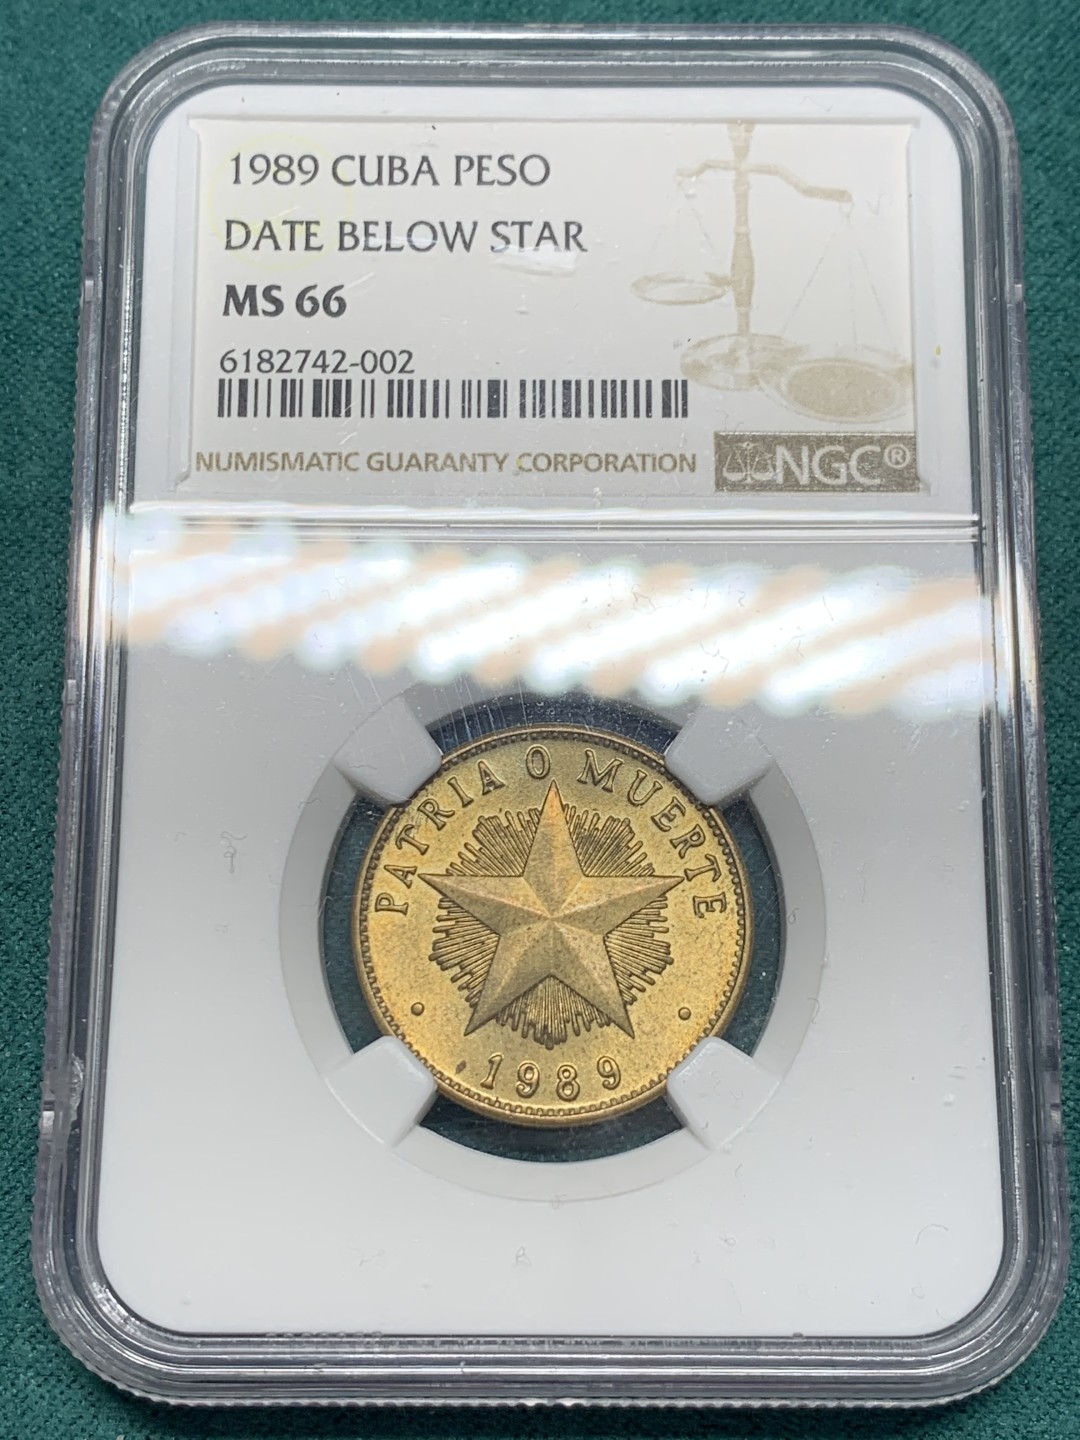 1989 CUBA PESO
DATE BELOW STAR
MS 66
6182742-002
NUMISMATIC GUARANTY CORPORATION
NGC®
PATRIA O MUERTE
1989